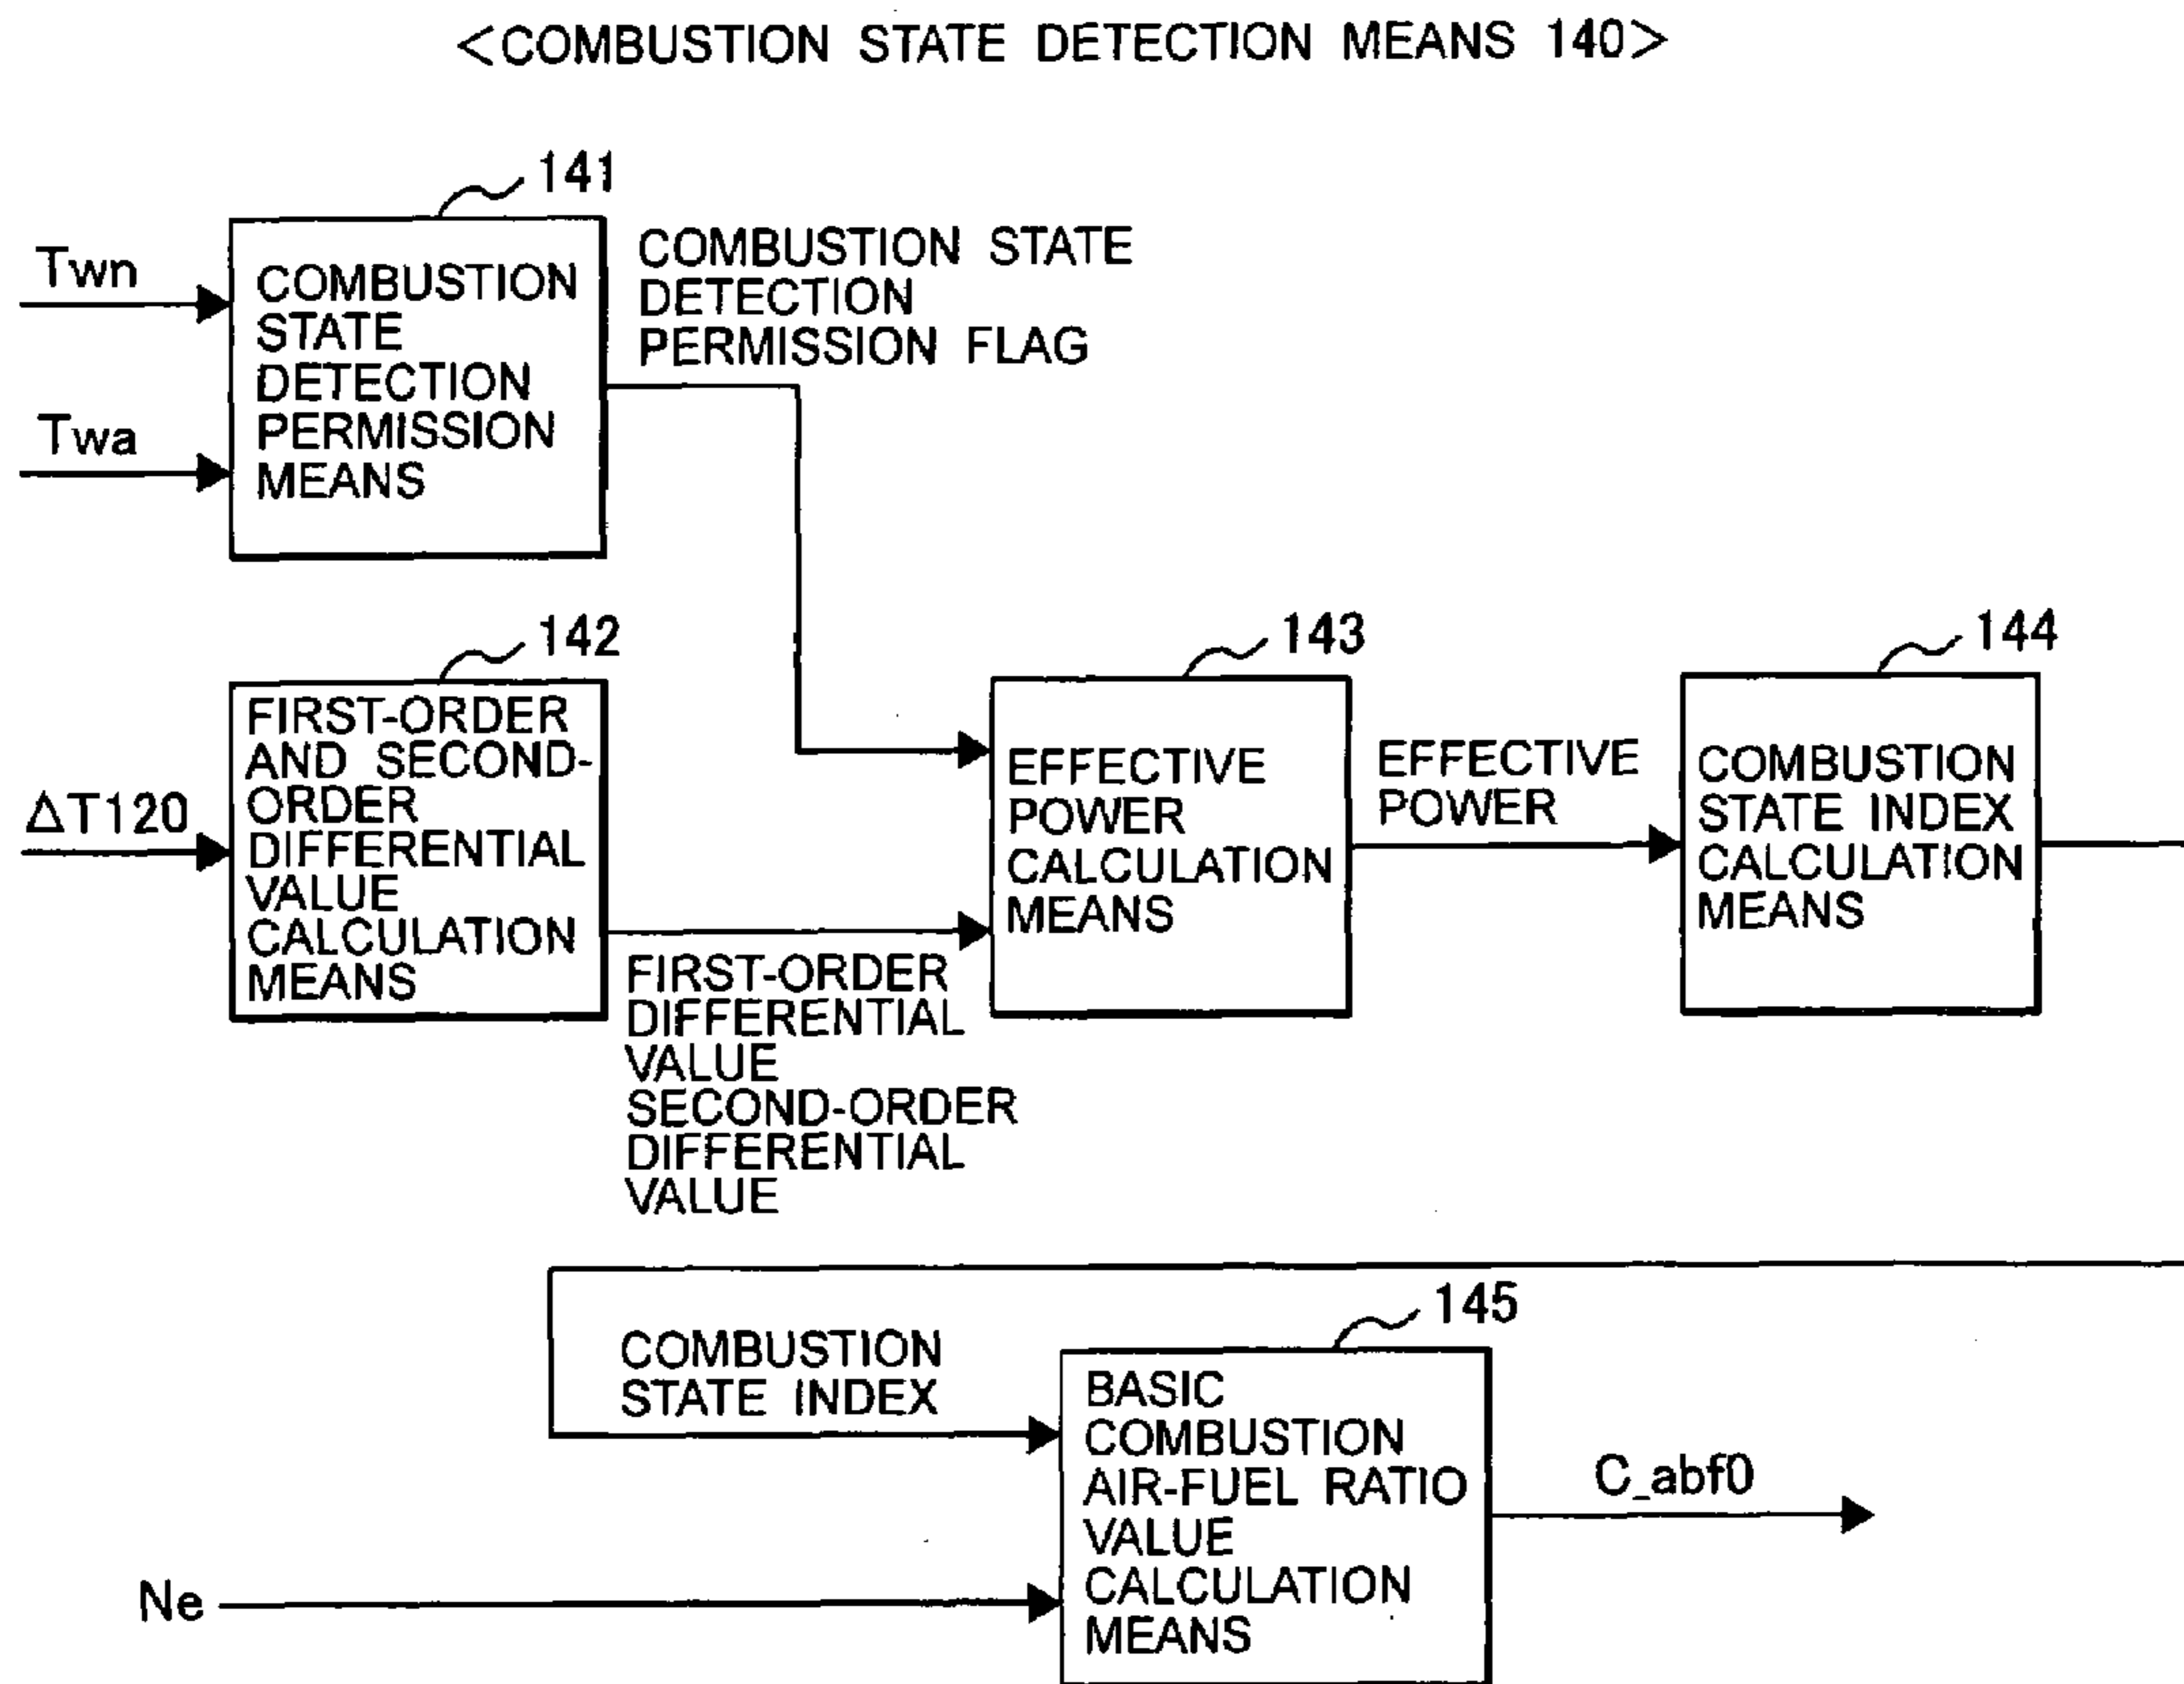 <COMBUSTION STATE DETECTION MEANS 140>
141
Twn
Twa
COMBUSTION
STATE
DETECTION
PERMISSION
MEANS
COMBUSTION STATE
DETECTION
PERMISSION FLAG
142
ΔT120
FIRST-ORDER
AND SECOND-
ORDER
DIFFERENTIAL
VALUE
CALCULATION
MEANS
FIRST-ORDER
DIFFERENTIAL
VALUE
SECOND-ORDER
DIFFERENTIAL
VALUE
143
EFFECTIVE
POWER
CALCULATION
MEANS
EFFECTIVE
POWER
144
COMBUSTION
STATE INDEX
CALCULATION
MEANS
COMBUSTION
STATE INDEX
Ne
145
BASIC
COMBUSTION
AIR-FUEL RATIO
VALUE
CALCULATION
MEANS
C_abf0